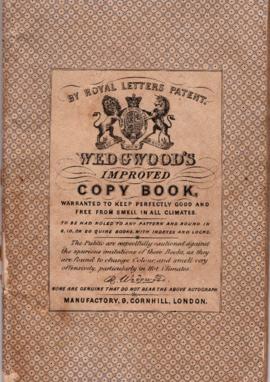 BY ROYAL LETTERS PATENT.
WEDGWOOD'S
IMPROVED
COPY BOOK,
WARRANTED TO KEEP PERFECTLY GOOD AND
FREE FROM SMELL IN ALL CLIMATES.
TO BE HAD RULED TO ANY PATTERN AND BOUND IN
8, 10, OR 20 QUIRE BOOKS, WITH INDEXES AND LOCKS.
The Public are respectfully cautioned against
the spurious imitations of these Books, as they
are found to change Colour and smell very
offensively, particularly in Hot Climates.
R. Wedgwood
NONE ARE GENUINE THAT DO NOT BEAR THE ABOVE AUTOGRAPH
MANUFACTORY, 9, CORNHILL, LONDON.